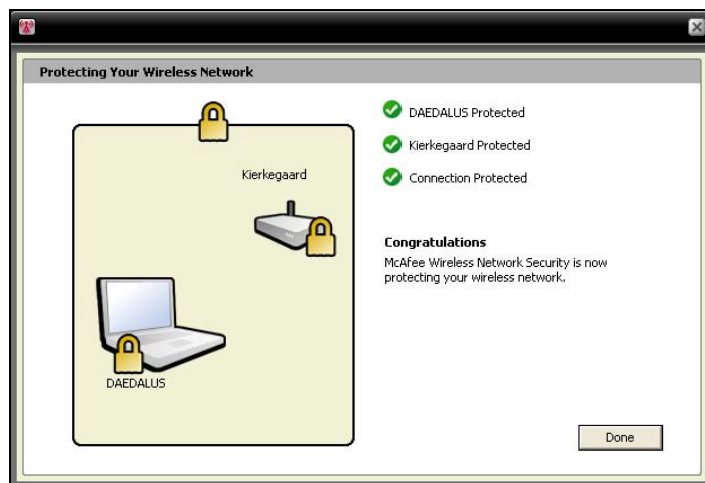 Protecting Your Wireless Network
DAEDALUS Protected
Kierkegaard Protected
Connection Protected
Kierkegaard
DAEDALUS
Congratulations
McAfee Wireless Network Security is now
protecting your wireless network.
Done